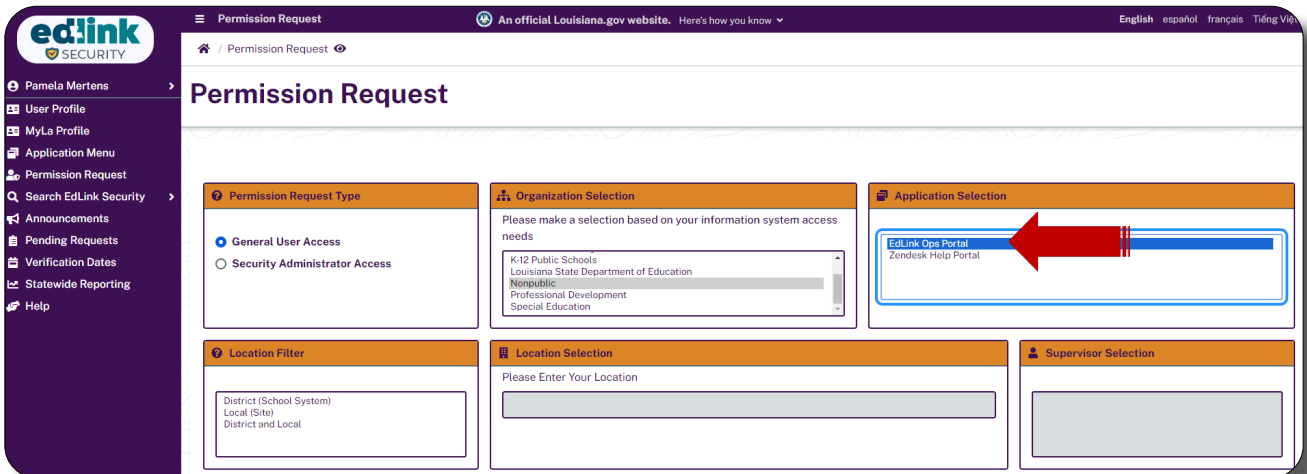 ed:link
SECURITY
Permission Request
An official Louisiana.gov website. Here's how you know
English español français Tiếng Việt
/ Permission Request
Pamela Mertens
User Profile
MyLa Profile
Application Menu
Permission Request
Search EdLink Security
Announcements
Pending Requests
Verification Dates
Statewide Reporting
Help
Permission Request
Permission Request Type
General User Access
Security Administrator Access
Organization Selection
Please make a selection based on your information system access
needs
K-12 Public Schools
Louisiana State Department of Education
Nonpublic
Professional Development
Special Education
Application Selection
EdLink Ops Portal
Zendesk Help Portal
Location Filter
District (School System)
Local (Site)
District and Local
Location Selection
Please Enter Your Location
Supervisor Selection